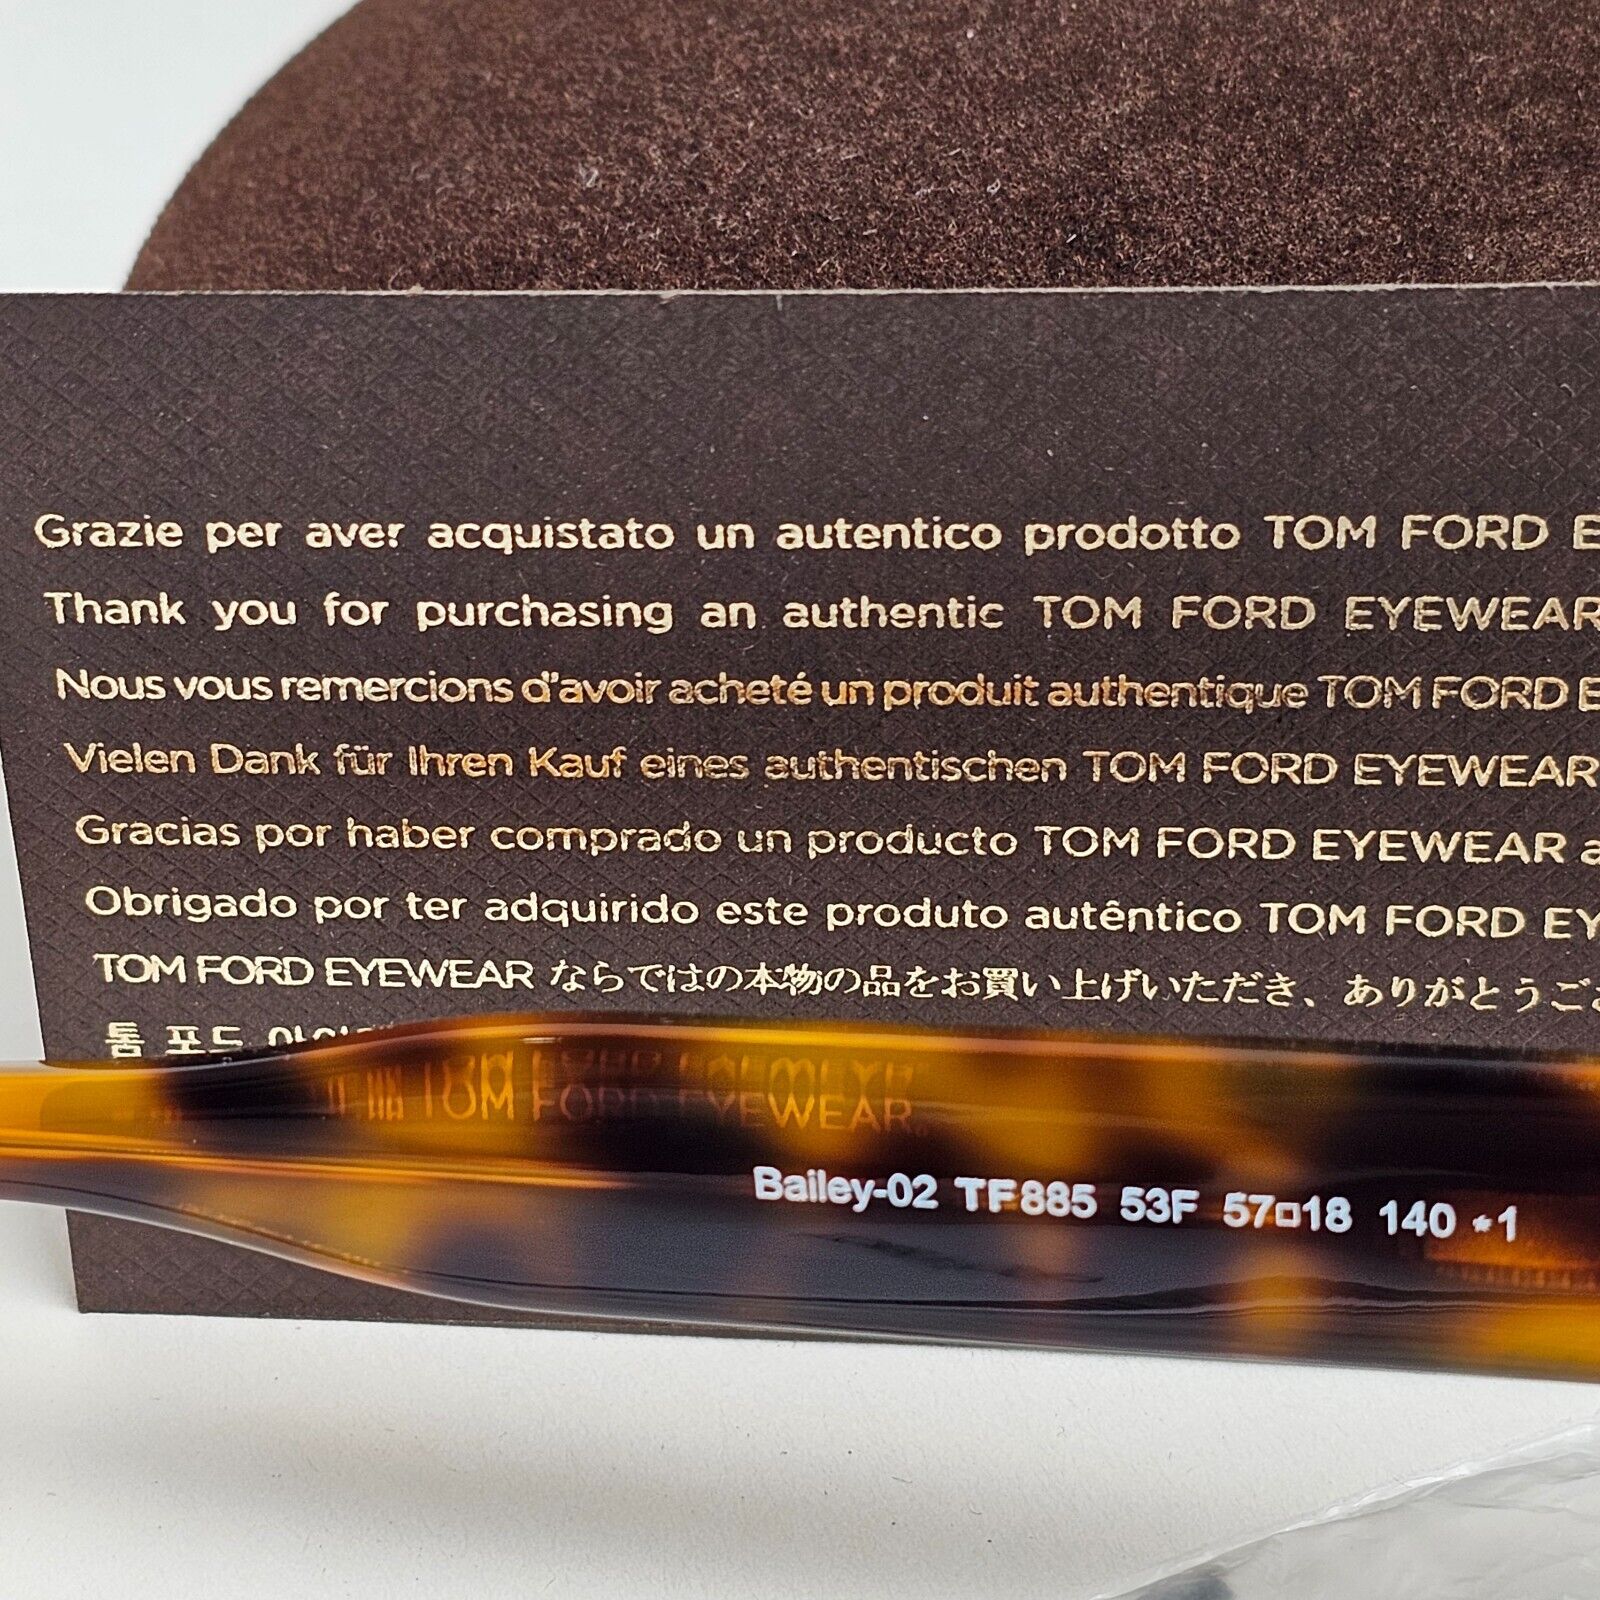 Grazie per aver acquistato un autentico prodotto TOM FORD E
Thank you for purchasing an authentic TOM FORD EYEWEAR
Nous vous remercions d'avoir acheté un produit authentique TOM FORD E
Vielen Dank für Ihren Kauf eines authentischen TOM FORD EYEWEAR
Gracias por haber comprado un producto TOM FORD EYEWEAR a
Obrigado por ter adquirido este produto autêntico TOM FORD EY
TOM FORD EYEWEAR ならではの本物の品をお買い上げいただき、ありがとうござ
톰 포드
TOM FORD EYEWEAR
Bailey-02 TF885 53F 57□18 140 *1